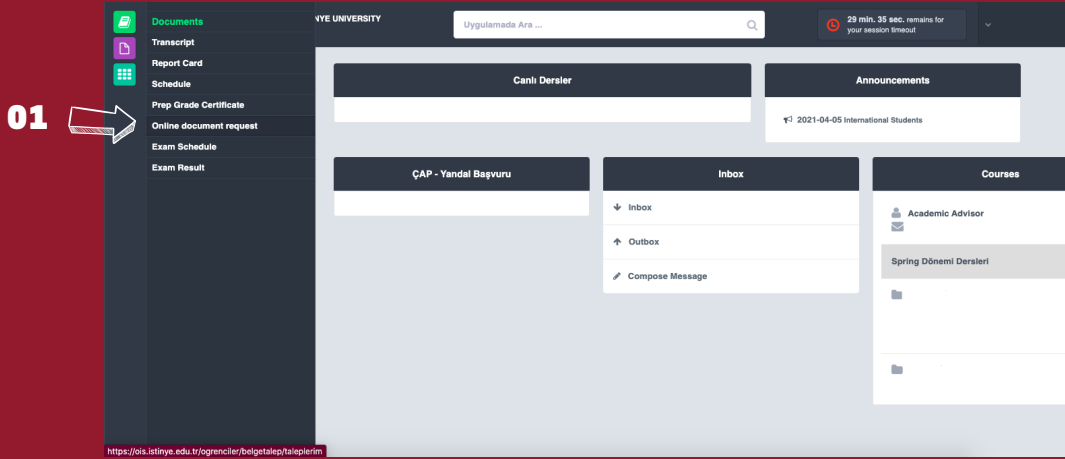 01
Documents
Transcript
Report Card
Schedule
Prep Grade Certificate
Online document request
Exam Schedule
Exam Result
NYE UNIVERSITY
Uygulamada Ara ...
29 min. 35 sec. remains for
your session timeout
Canlı Dersler
Announcements
2021-04-05 International Students
ÇAP - Yandal Başvuru
Inbox
Inbox
Outbox
Compose Message
Courses
Academic Advisor
Spring Dönemi Dersleri
https://ois.istinye.edu.tr/ogrenciler/belgetalep/taleplerim